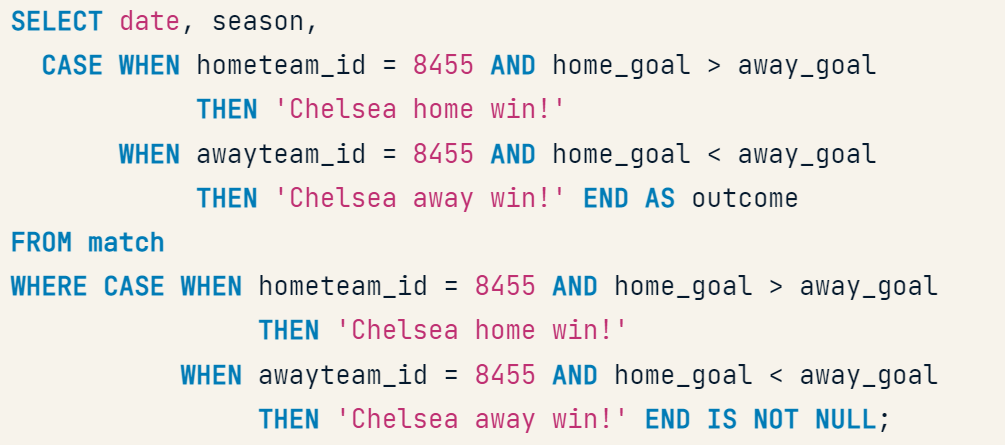 SELECT date, season,
CASE WHEN hometeam_id = 8455 AND home_goal > away_goal
THEN 'Chelsea home win!'
WHEN awayteam_id = 8455 AND home_goal < away_goal
THEN 'Chelsea away win!' END AS outcome
FROM match
WHERE CASE WHEN hometeam_id = 8455 AND home_goal > away_goal
THEN 'Chelsea home win!'
WHEN awayteam_id = 8455 AND home_goal < away_goal
THEN 'Chelsea away win!' END IS NOT NULL;